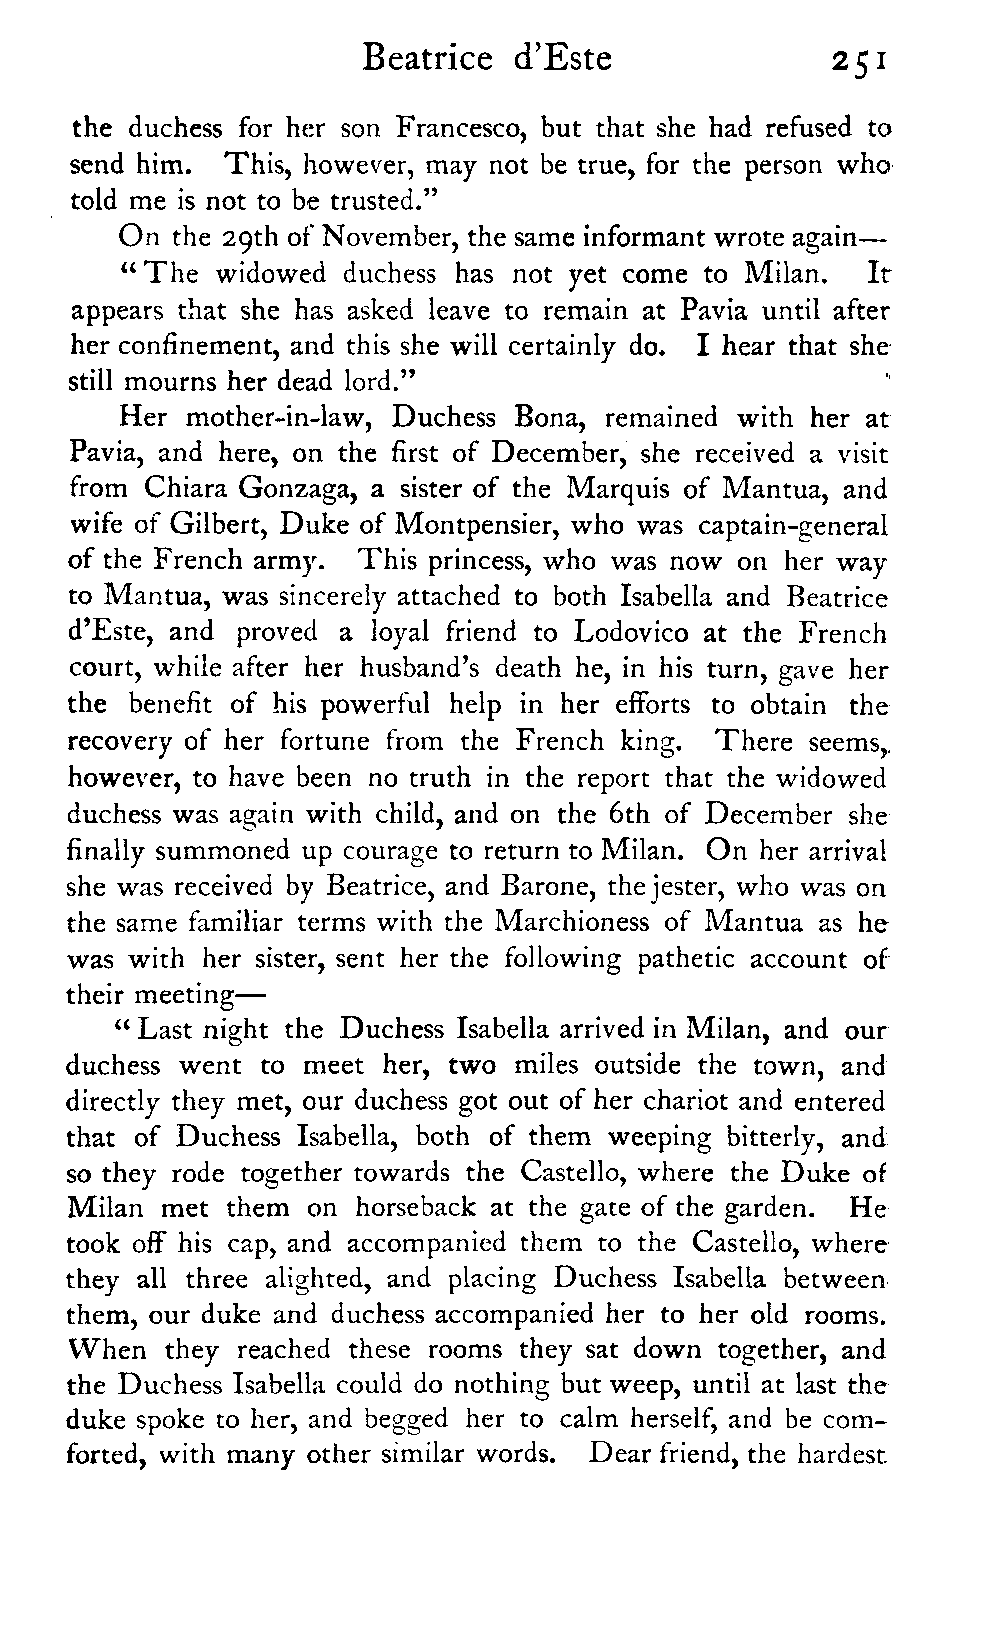 Beatrice d'Este 251
the duchess for her son Francesco, but that she had refused to
send him. This, however, may not be true, for the person who
told me is not to be trusted."
On the 29th of November, the same informant wrote again—
"The widowed duchess has not yet come to Milan. It
appears that she has asked leave to remain at Pavia until after
her confinement, and this she will certainly do. I hear that she
still mourns her dead lord."
Her mother-in-law, Duchess Bona, remained with her at
Pavia, and here, on the first of December, she received a visit
from Chiara Gonzaga, a sister of the Marquis of Mantua, and
wife of Gilbert, Duke of Montpensier, who was captain-general
of the French army. This princess, who was now on her way
to Mantua, was sincerely attached to both Isabella and Beatrice
d'Este, and proved a loyal friend to Lodovico at the French
court, while after her husband's death he, in his turn, gave her
the benefit of his powerful help in her efforts to obtain the
recovery of her fortune from the French king. There seems,
however, to have been no truth in the report that the widowed
duchess was again with child, and on the 6th of December she
finally summoned up courage to return to Milan. On her arrival
she was received by Beatrice, and Barone, the jester, who was on
the same familiar terms with the Marchioness of Mantua as he
was with her sister, sent her the following pathetic account of
their meeting—
"Last night the Duchess Isabella arrived in Milan, and our
duchess went to meet her, two miles outside the town, and
directly they met, our duchess got out of her chariot and entered
that of Duchess Isabella, both of them weeping bitterly, and
so they rode together towards the Castello, where the Duke of
Milan met them on horseback at the gate of the garden. He
took off his cap, and accompanied them to the Castello, where
they all three alighted, and placing Duchess Isabella between
them, our duke and duchess accompanied her to her old rooms.
When they reached these rooms they sat down together, and
the Duchess Isabella could do nothing but weep, until at last the
duke spoke to her, and begged her to calm herself, and be com-
forted, with many other similar words. Dear friend, the hardest